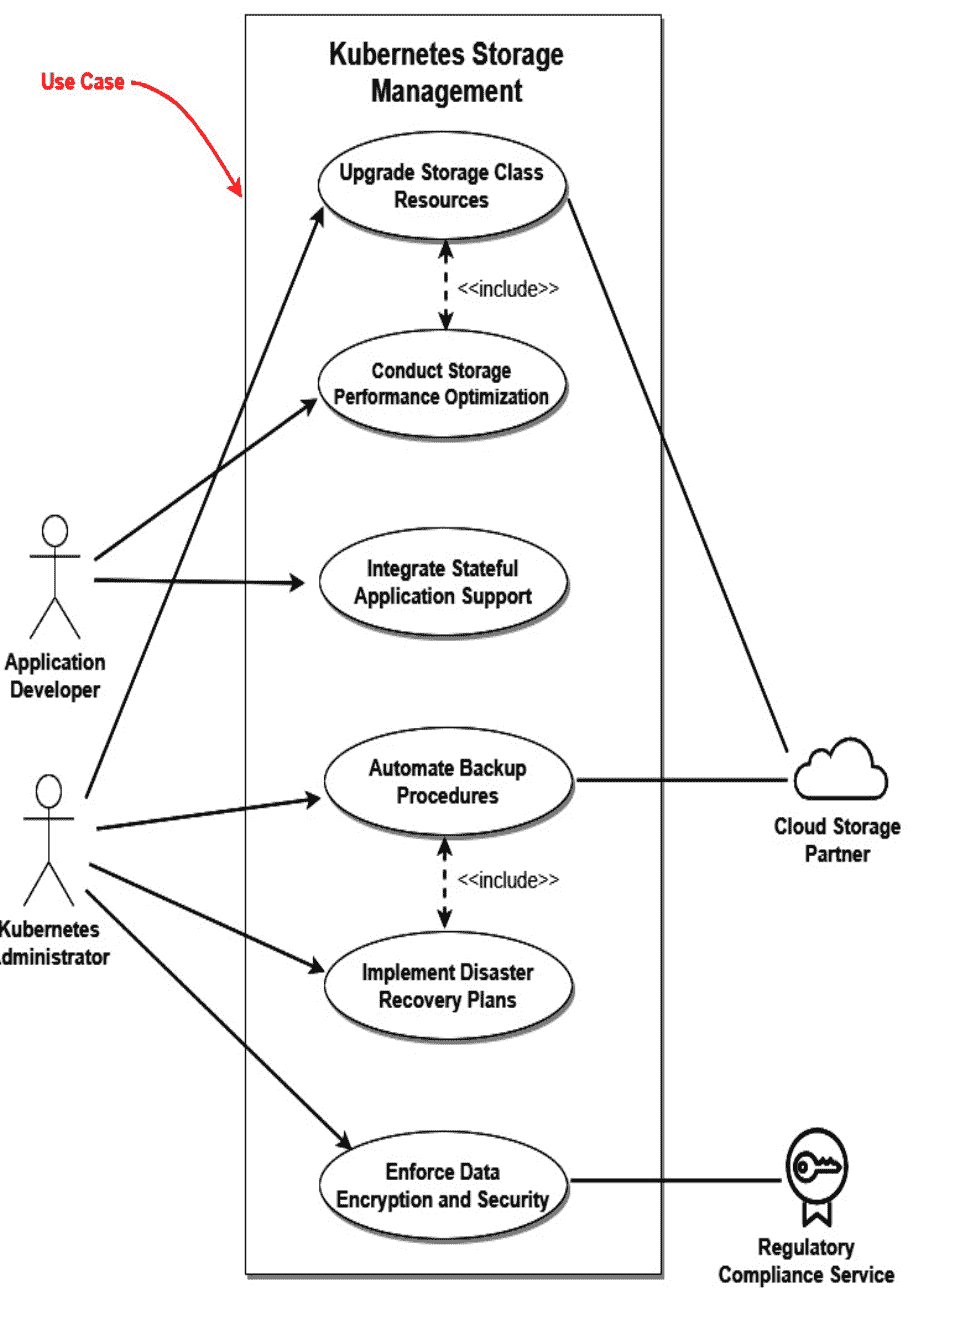 Kubernetes Storage
Management
Use Case
Upgrade Storage Class
Resources
<<include>>
Conduct Storage
Performance Optimization
Integrate Stateful
Application Support
Application
Developer
Automate Backup
Procedures
Cloud Storage
Partner
<<include>>
Kubernetes
dministrator
Implement Disaster
Recovery Plans
Enforce Data
Encryption and Security
Regulatory
Compliance Service